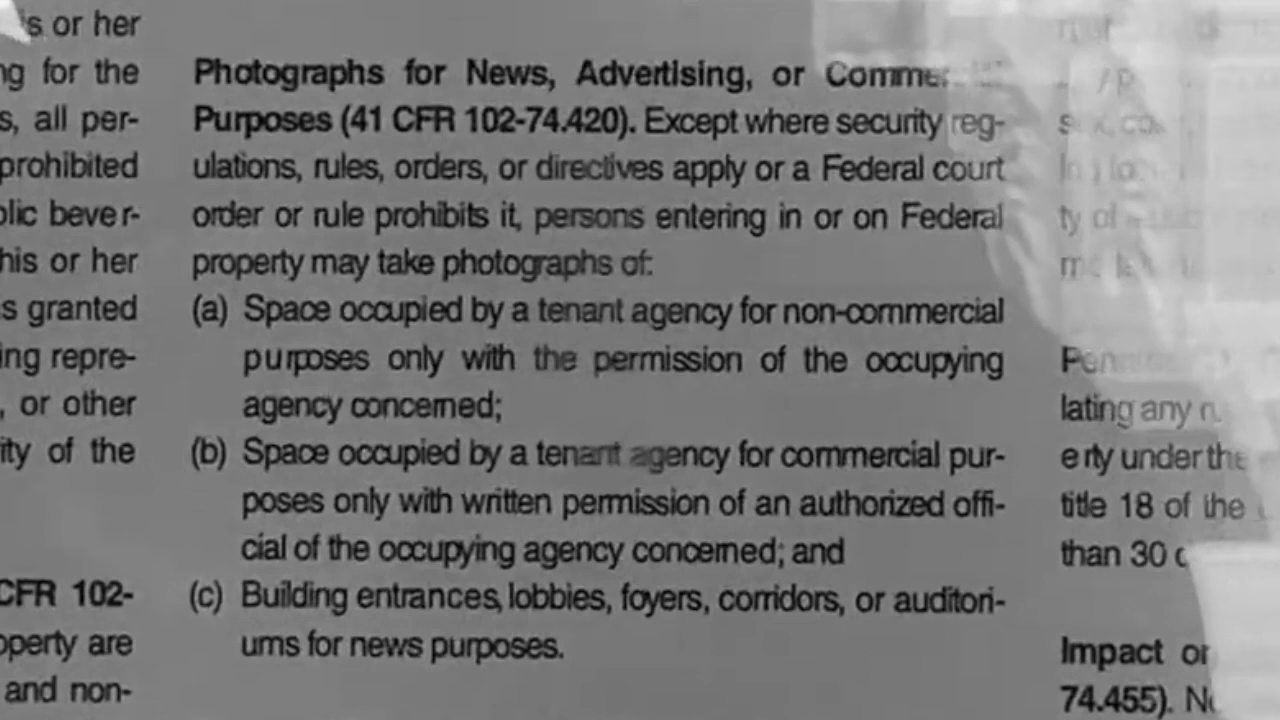 s or her
ng for the
s, all per-
prohibited
olic bever-
his or her
s granted
ing repre-
, or other
ity of the
CFR 102-
operty are
and non-
Photographs for News, Advertising, or
Purposes (41 CFR 102-74.420). Except where security reg-
ulations, rules, orders, or directives apply or a Federal court
order or rule prohibits it, persons entering in or on Federal
property may take photographs of:
(a) Space occupied by a tenant agency for non-commercial
purposes only with the permission of the occupying
agency concerned;
(b) Space occupied by a tenant agency for commercial pur-
poses only with written permission of an authorized offi-
cial of the occupying agency concerned; and
(c) Building entrances, lobbies, foyers, corridors, or auditori-
ums for news purposes.
ty of
lating any
erty under the
title 18 of the
than 30
Impact
74.455).